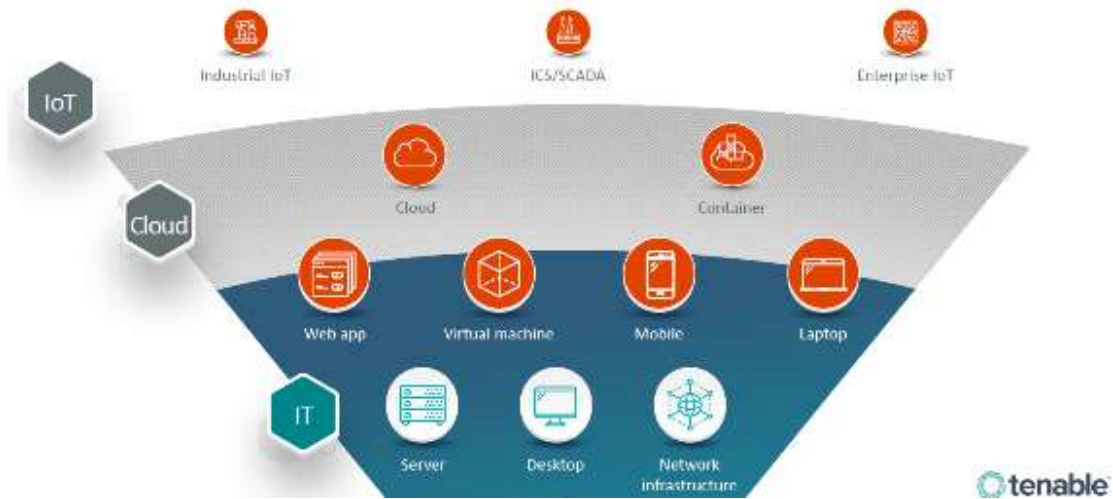 Industrial IoT
ICS/SCADA
Enterprise IoT
IoT
Cloud
Container
Cloud
Web app
Virtual machine
Mobile
Laptop
IT
Server
Desktop
Network
infrastructure
tenable